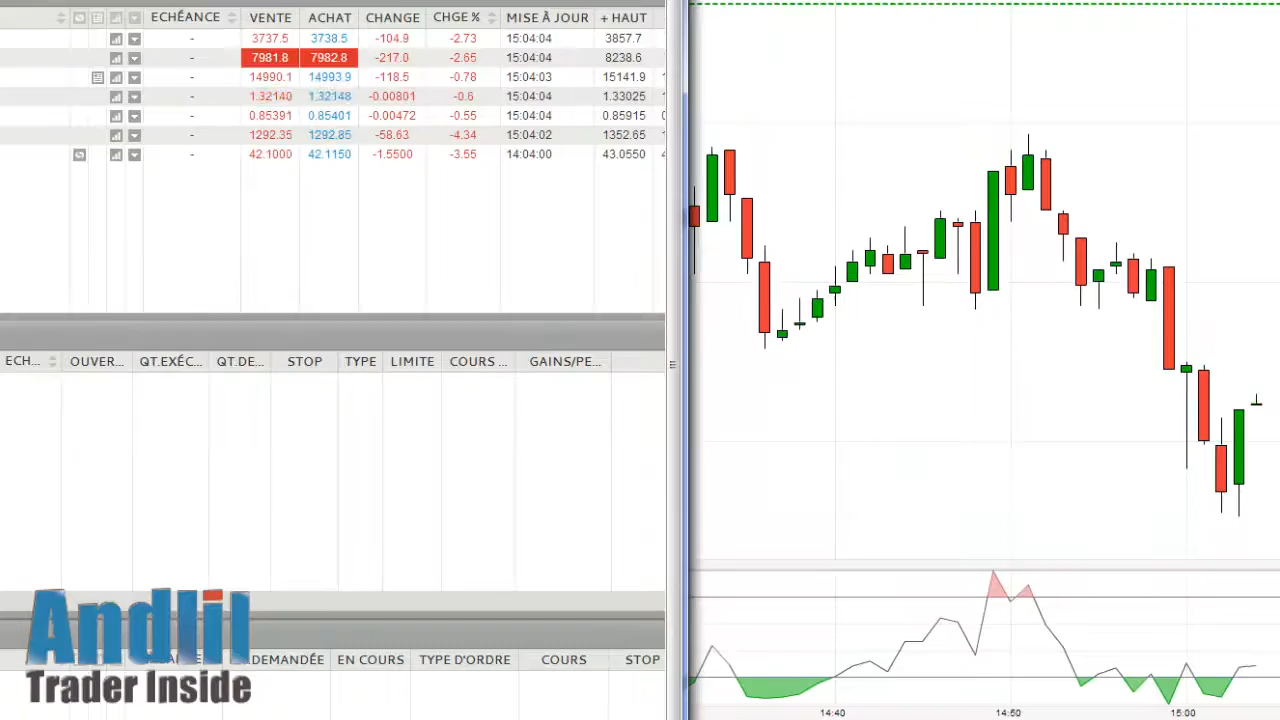 ECHÉANCE VENTE ACHAT CHANGE CHGE % MISE À JOUR + HAUT
- 3737.5 3738.5 -104.9 -2.73 15:04:04 3857.7
- 7981.8 7982.8 -217.0 -2.65 15:04:04 8238.6
- 14990.1 14993.9 -118.5 -0.78 15:04:03 15141.9
- 1.32140 1.32148 -0.00801 -0.6 15:04:04 1.33025
- 0.85391 0.85401 -0.00472 -0.55 15:04:04 0.85915
- 1292.35 1292.85 -58.63 -4.34 15:04:02 1352.65
- 42.1000 42.1150 -1.5500 -3.55 14:04:00 43.0550
ECH... OUVER... QT.EXÉC... QT.DE... STOP TYPE LIMITE COURS ... GAINS/PE...
DEMANDÉE EN COURS TYPE D'ORDRE COURS STOP
Andlil
Trader Inside
14:40 14:50 15:00